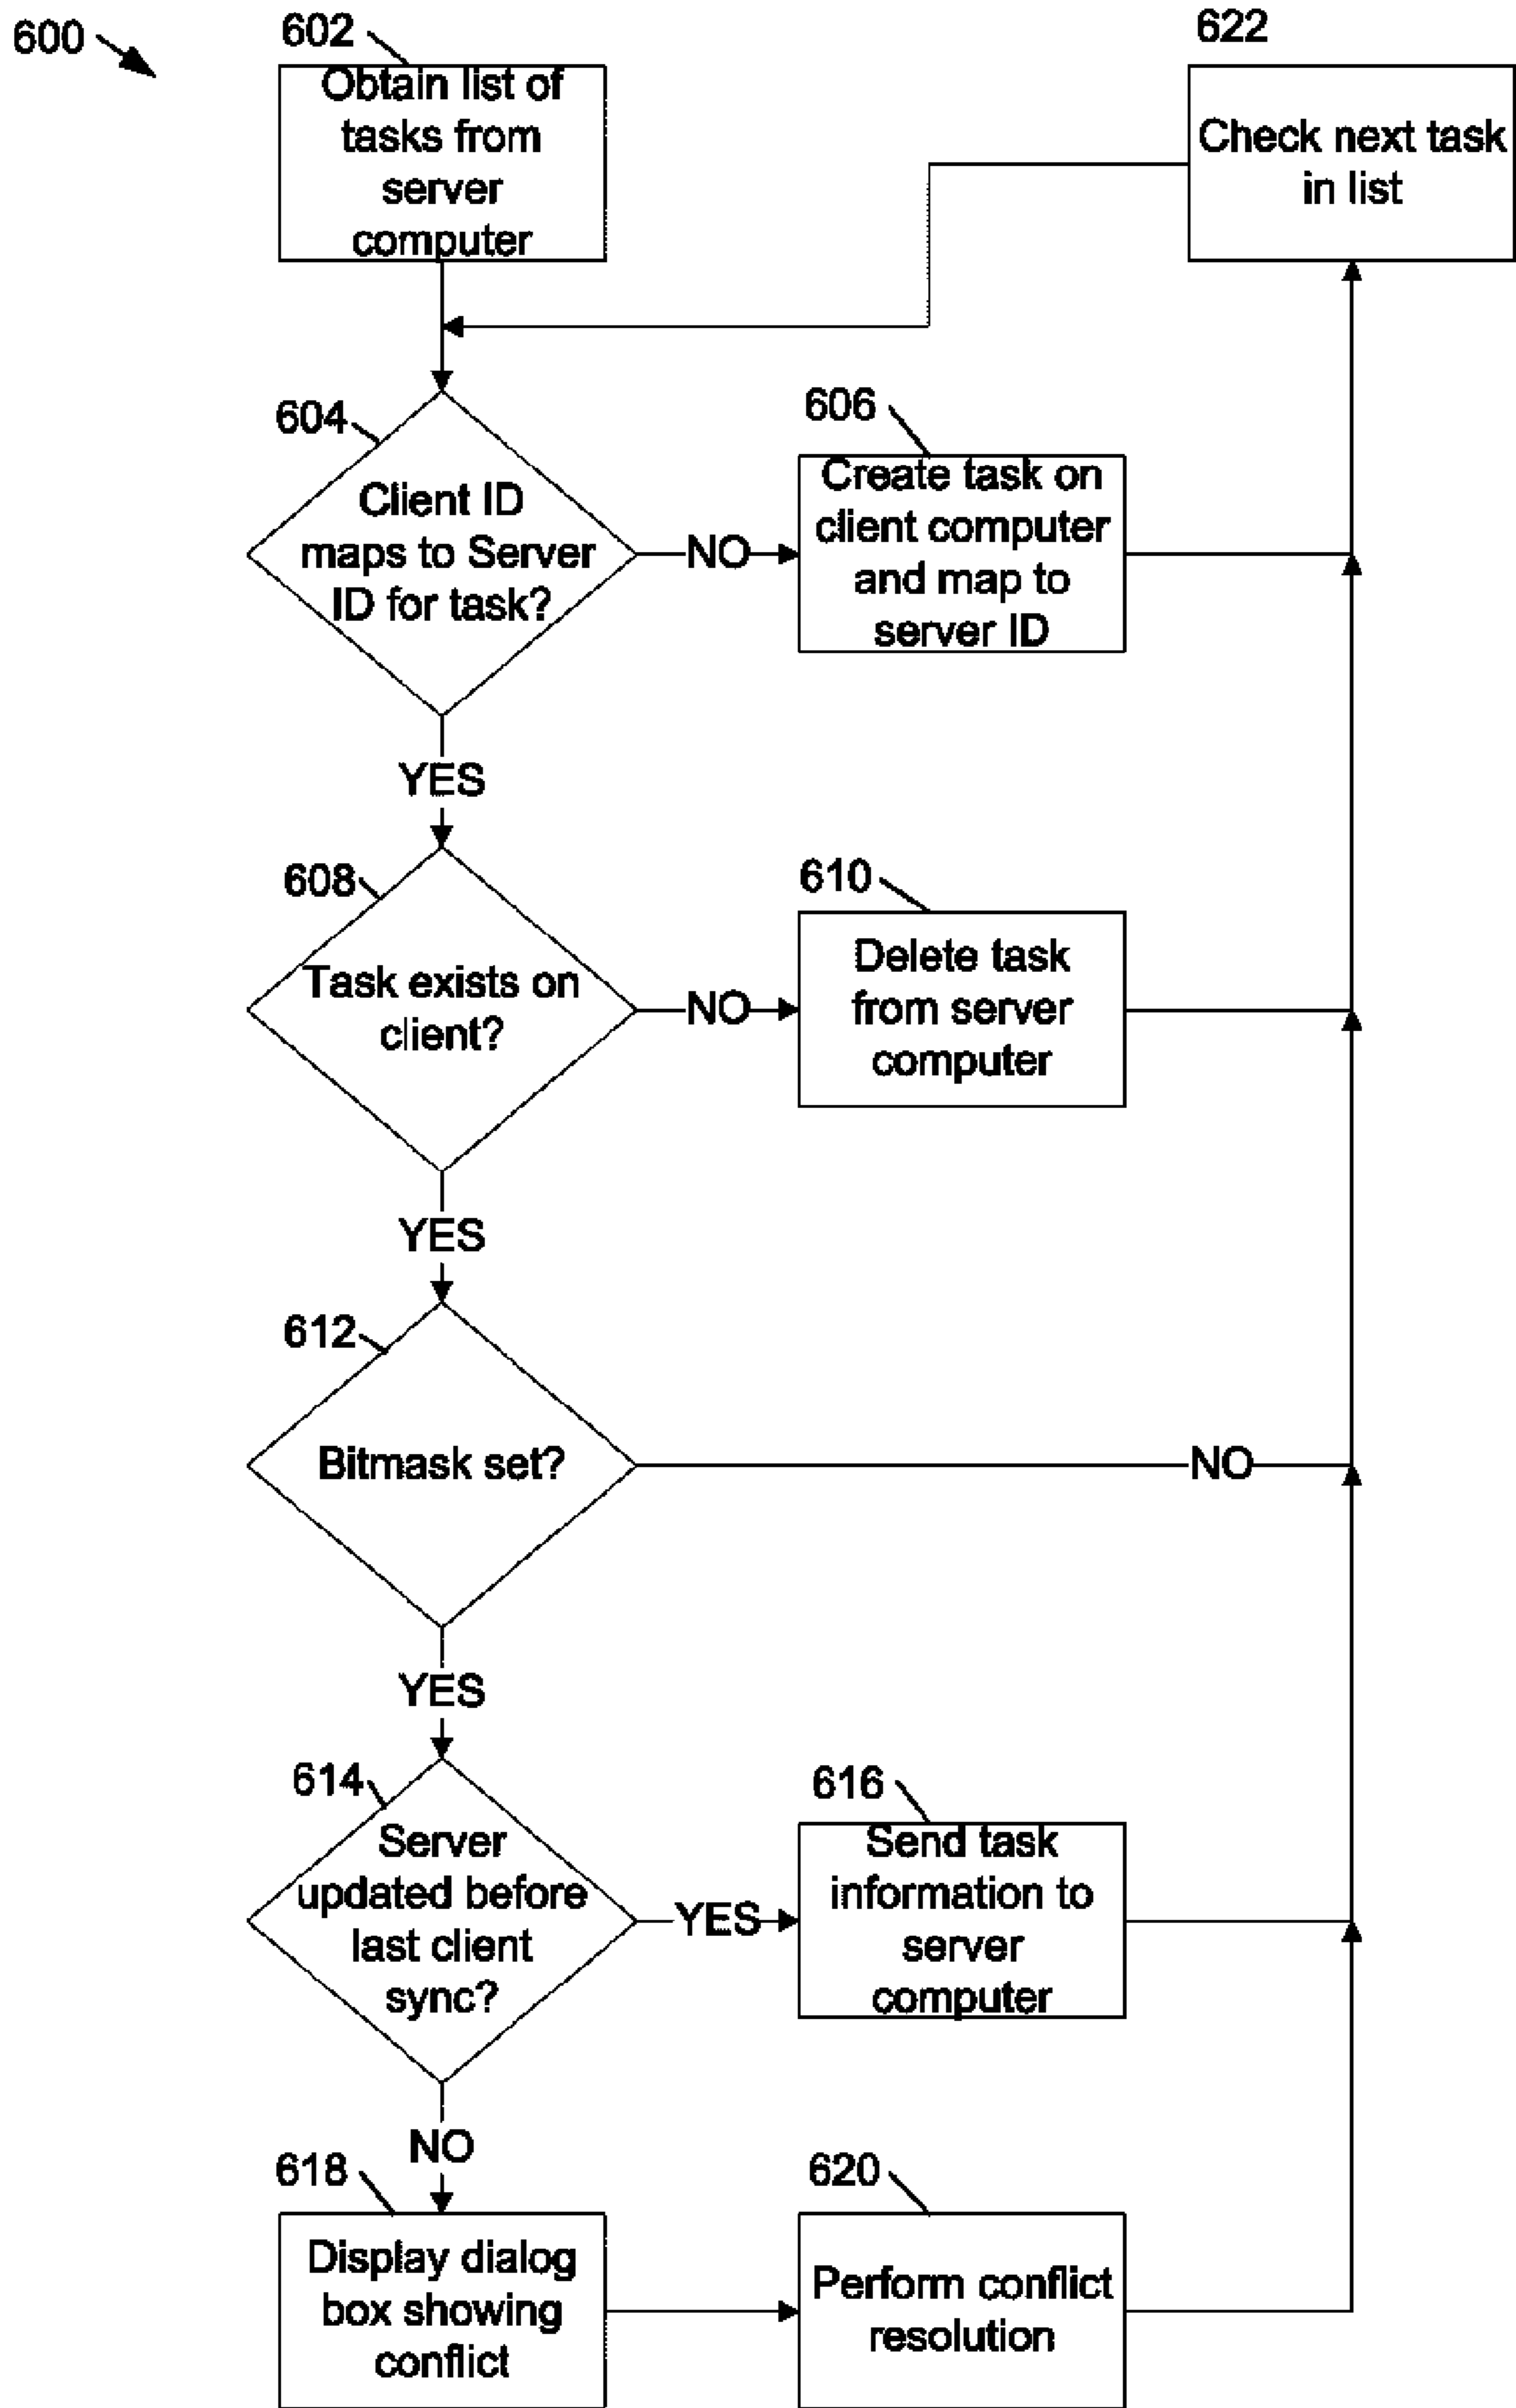 600
602
Obtain list of
tasks from
server
computer
622
Check next task
in list
604
Client ID
maps to Server
ID for task?
NO
606
Create task on
client computer
and map to
server ID
YES
608
Task exists on
client?
NO
610
Delete task
from server
computer
YES
612
Bitmask set?
NO
YES
614
Server
updated before
last client
sync?
YES
616
Send task
information to
server
computer
NO
618
Display dialog
box showing
conflict
620
Perform conflict
resolution